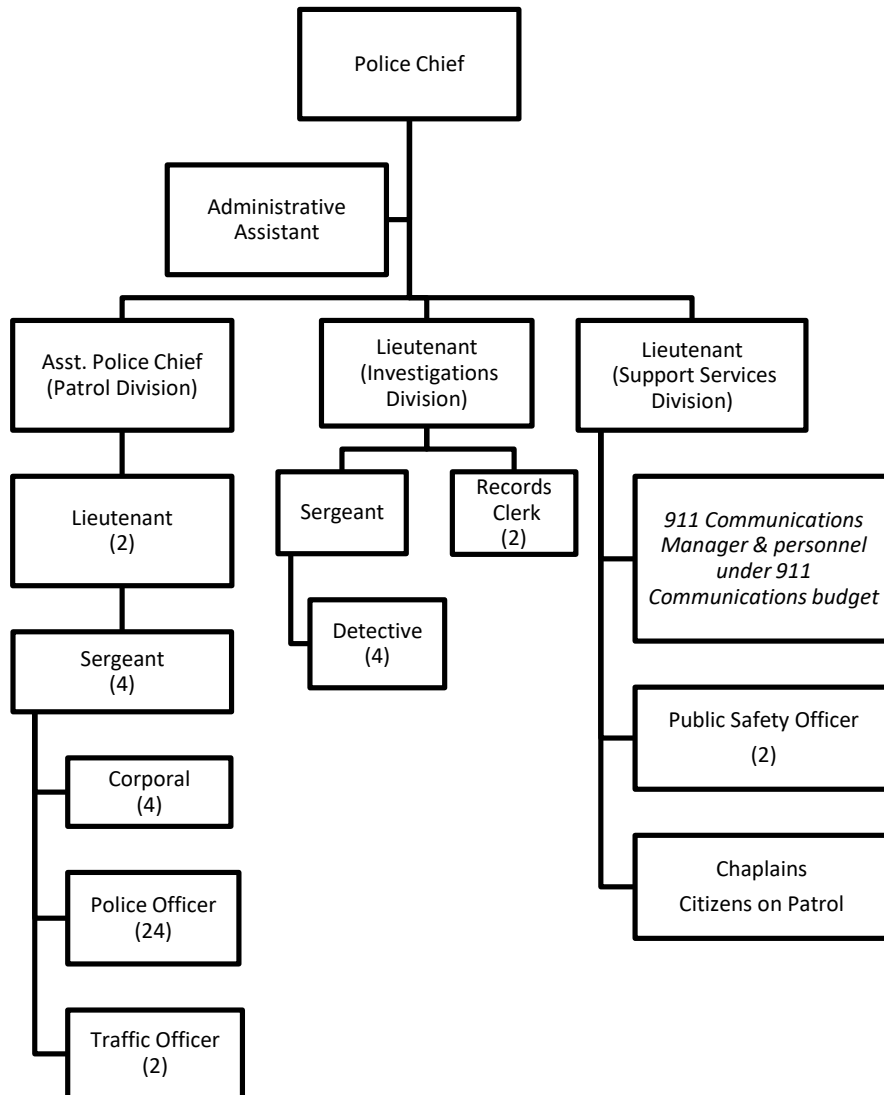 Police Chief
Administrative
Assistant
Asst. Police Chief
(Patrol Division)
Lieutenant
(2)
Sergeant
(4)
Corporal
(4)
Police Officer
(24)
Traffic Officer
(2)
Lieutenant
(Investigations
Division)
Sergeant
Detective
(4)
Records
Clerk
(2)
Lieutenant
(Support Services
Division)
911 Communications
Manager & personnel
under 911
Communications budget
Public Safety Officer
(2)
Chaplains
Citizens on Patrol